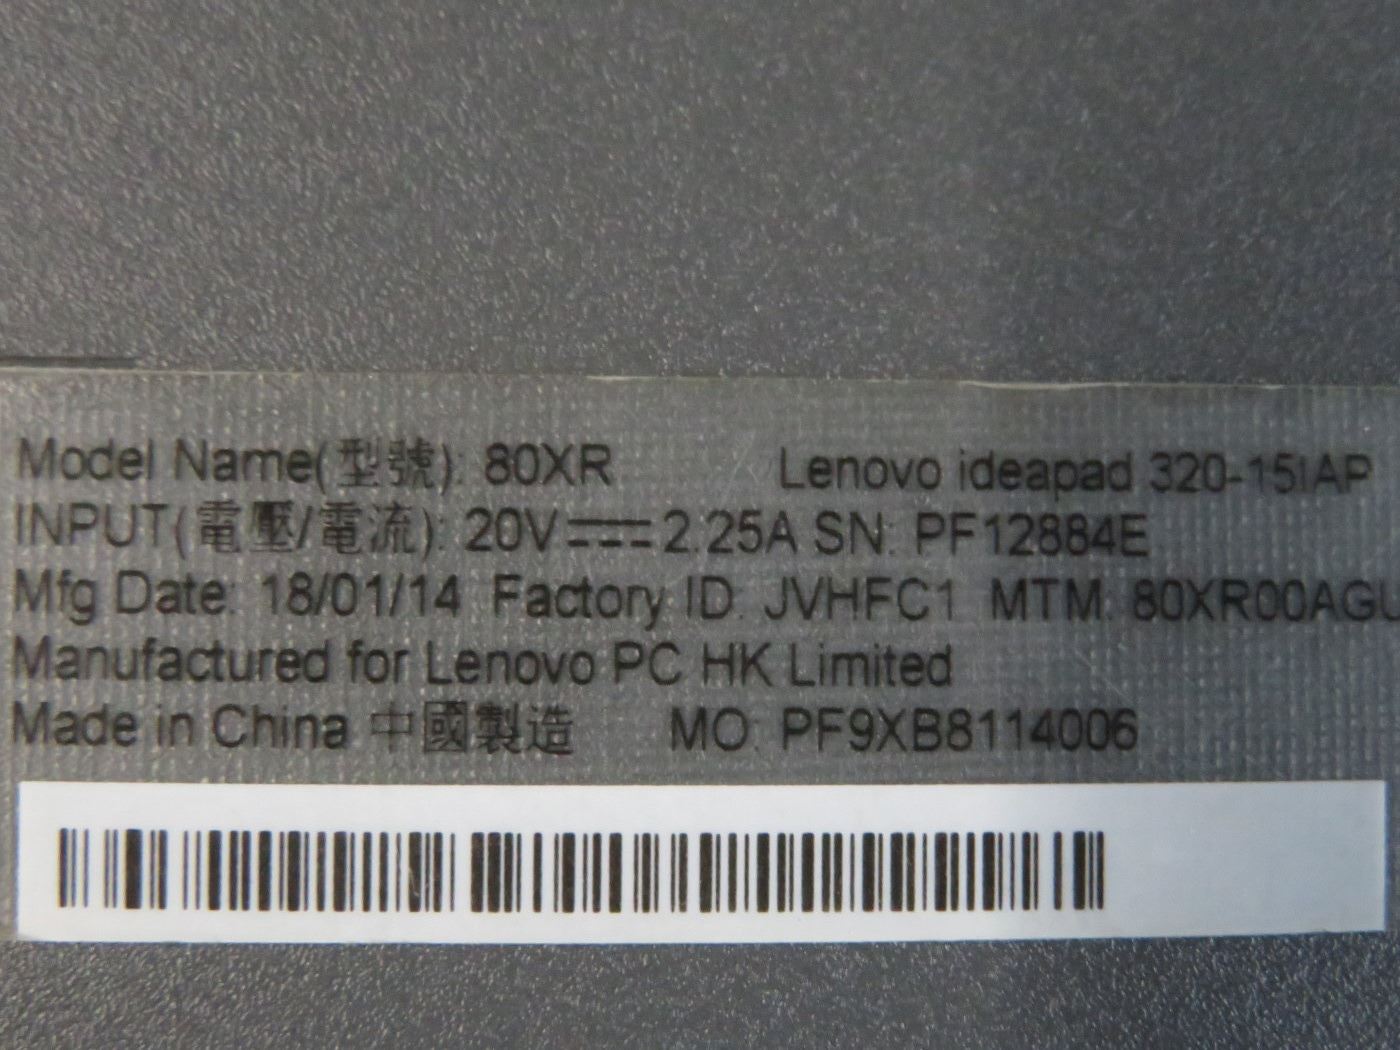 Model Name(型號): 80XR Lenovo ideapad 320-15IAP
INPUT(電壓/電流): 20V⎓2.25A SN: PF12884E
Mfg Date: 18/01/14 Factory ID: JVHFC1 MTM: 80XR00AGU
Manufactured for Lenovo PC HK Limited
Made in China 中國製造 MO: PF9XB8114006